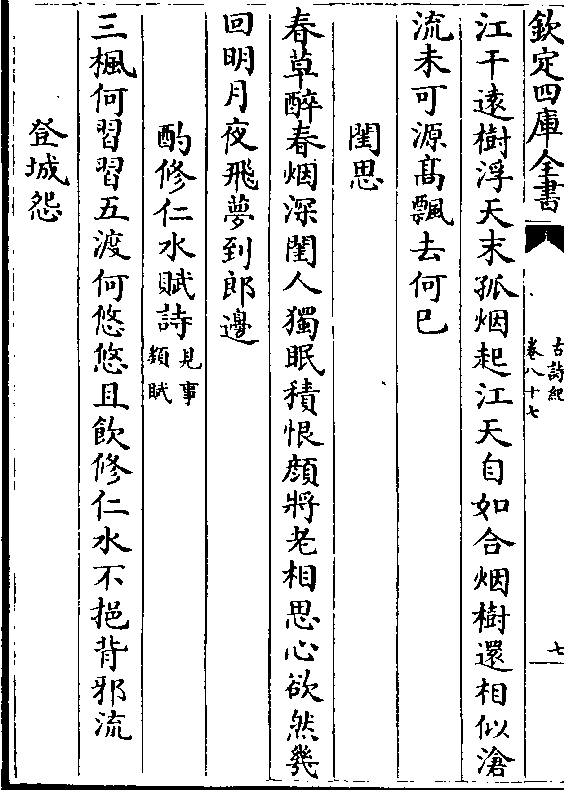 欽定四庫全書
古詩紀
卷八十七
七
江干遠樹浮天末孤烟起江天自如合烟樹還相似滄
流未可源髙飄去何已
閨思
春草醉春烟深閨人獨眠積恨顔將老相思心欲然幾
回明月夜飛夢到郎邊
酌修仁水賦詩見事
類賦
三楓何習習五渡何悠悠且飲修仁水不挹背邪流
登城怨